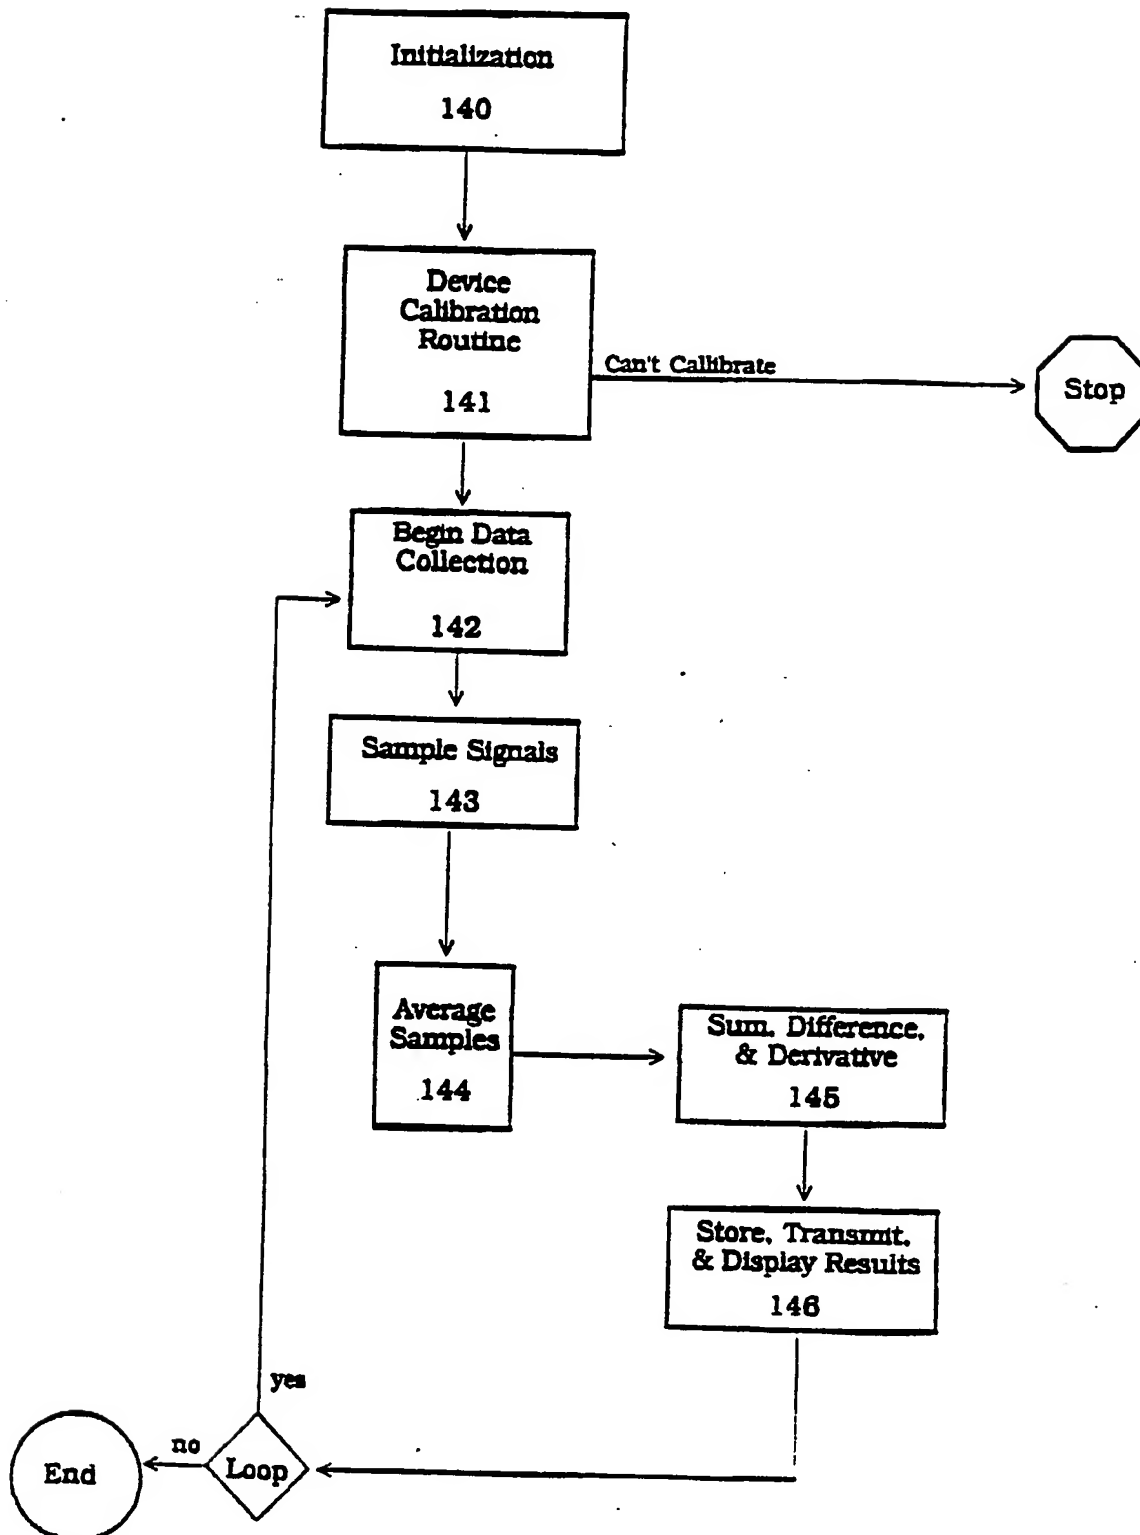 Initialization
140
Device
Calibration
Routine
141
Can't Callibrate
Stop
Begin Data
Collection
142
Sample Signals
143
Average
Samples
144
Sum, Difference,
& Derivative
145
Store, Transmit,
& Display Results
146
yes
no
Loop
End